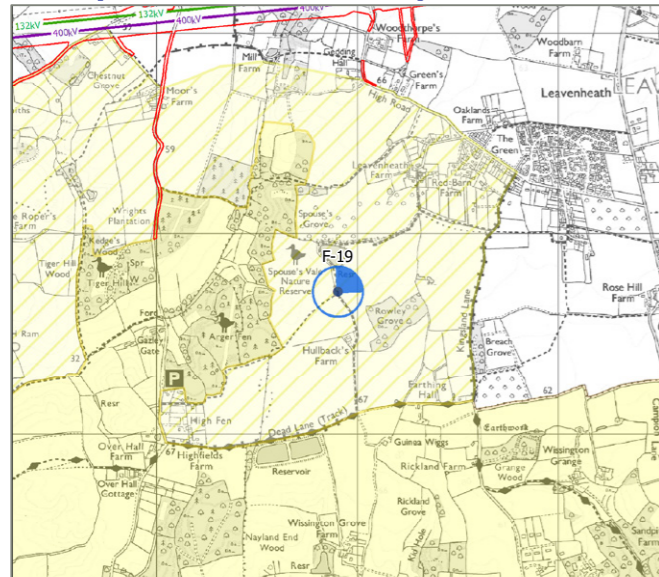 132kV
400kV
132kV
400kV
400kV
Woodthorpe's
Farm
Woodbarn
Farm
Chestnut
Grove
Mill
Farm
Gedding
Hall
Green's
Farm
Leavenheath
Moor's
Farm
66
High Road
Oaklands
Farm
The
Green
59
Leavenheath
Farm
Red Barn
Farm
Wrights
Plantation
Spouse's
Grove
Kedge's
Wood
Tiger Hill
Wood
Tiger Hill
F-19
Spouse's Vale
Nature
Reserve
Kingsland Lane
Rose Hill
Farm
Ford
Arger Fen
Rowley
Grove
Ram
32
Gate
Hullback's
Farm
Breach
Grove
P
Farthing
Hall
62
Resr
High Fen
67
Dead Lane (Track)
Earthwork
Over Hall
Farm
67
Highfields
Farm
Guinea Wiggs
Rickland Farm
Wissington
Grange
Grange
Wood
Over Hall
Cottage
Reservoir
Rickland
Grove
Wissington Grove
Farm
Nayland End
Wood
Resr